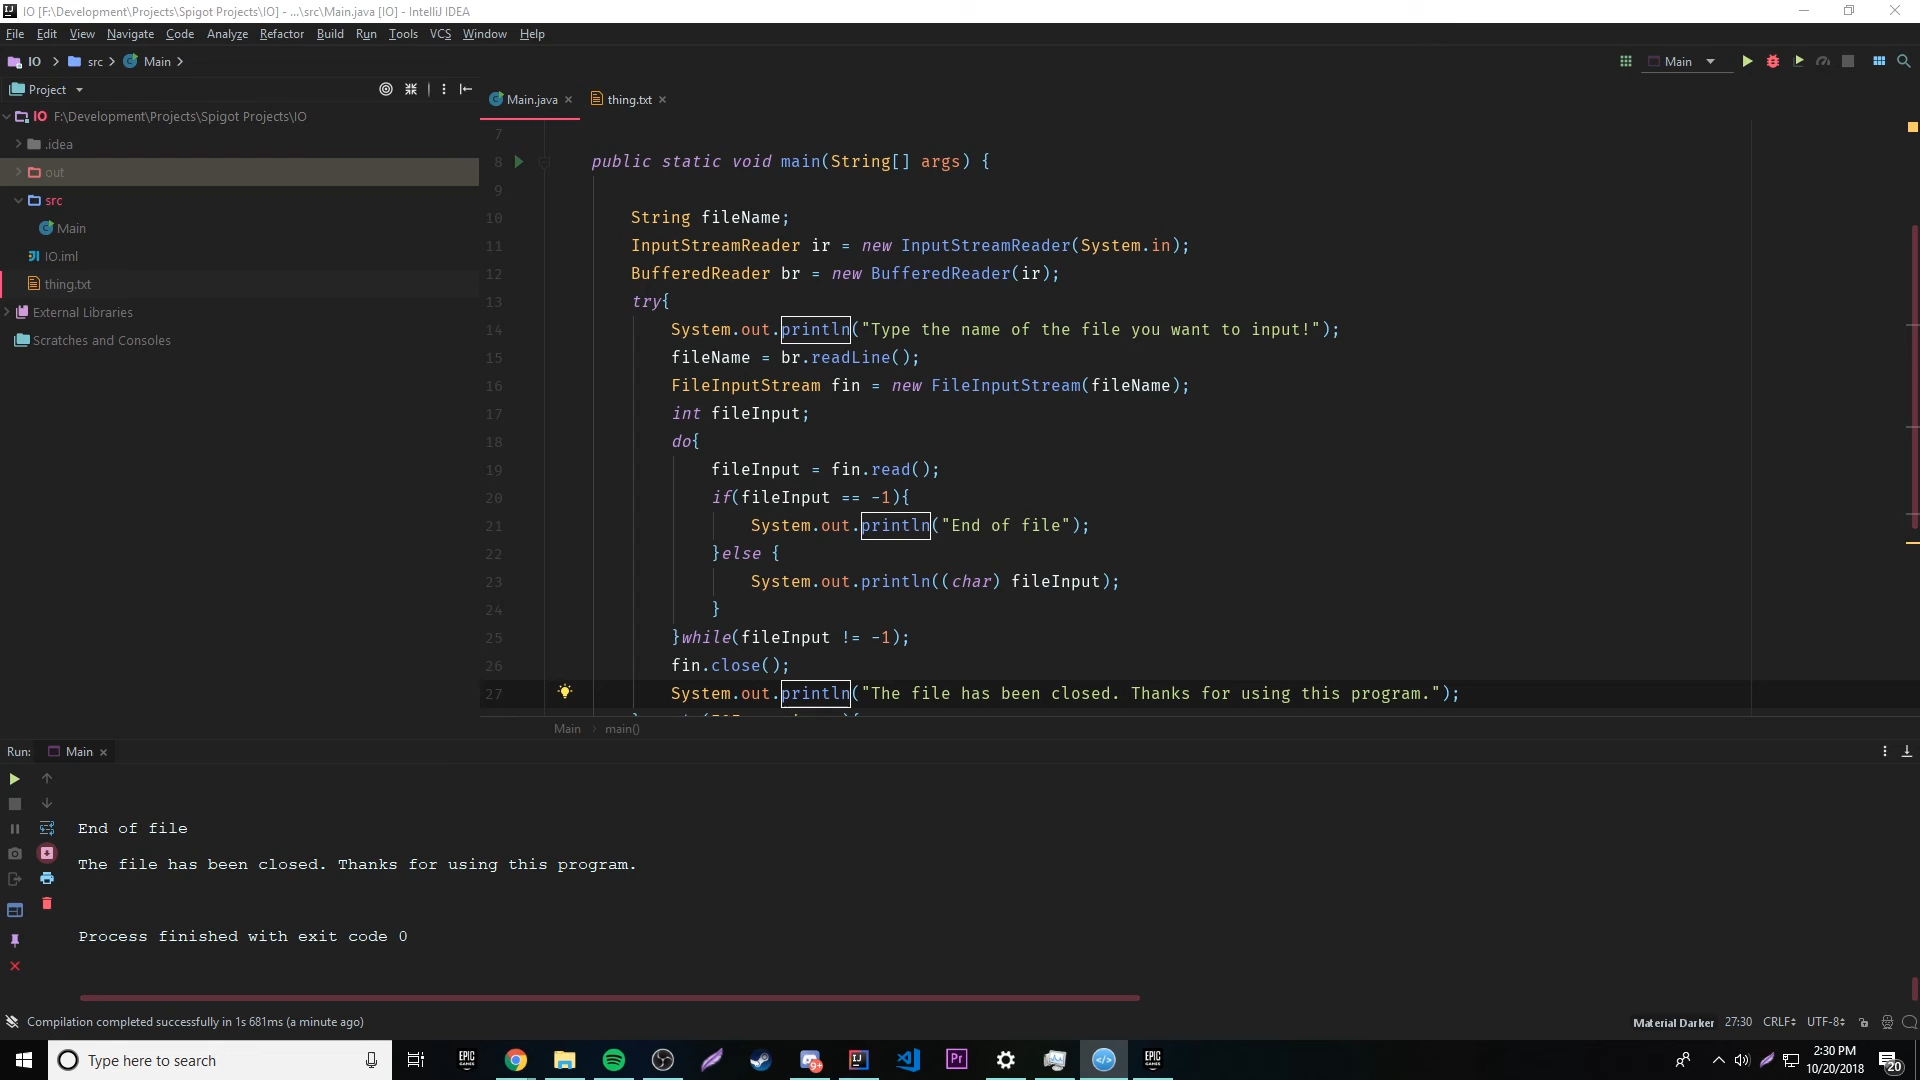 IO [F:\Development\Projects\Spigot Projects\IO] - ...\src\Main.java [IO] - IntelliJ IDEA
File Edit View Navigate Code Analyze Refactor Build Run Tools VCS Window Help
IO src Main
Main
Project
Main.java
thing.txt
IO F:\Development\Projects\Spigot Projects\IO
.idea
out
src
Main
IO.iml
thing.txt
External Libraries
Scratches and Consoles
7
8 public static void main(String[] args) {
9
10 String fileName;
11 InputStreamReader ir = new InputStreamReader(System.in);
12 BufferedReader br = new BufferedReader(ir);
13 try{
14 System.out.println("Type the name of the file you want to input!");
15 fileName = br.readLine();
16 FileInputStream fin = new FileInputStream(fileName);
17 int fileInput;
18 do{
19 fileInput = fin.read();
20 if(fileInput == -1){
21 System.out.println("End of file");
22 }else {
23 System.out.println((char) fileInput);
24 }
25 }while(fileInput != -1);
26 fin.close();
27 System.out.println("The file has been closed. Thanks for using this program.");
Main main()
Run: Main
End of file
The file has been closed. Thanks for using this program.
Process finished with exit code 0
Compilation completed successfully in 1s 681ms (a minute ago)
Material Darker 27:30 CRLF UTF-8
Type here to search
EPIC GAMES
9+
IJ
Pr
EPIC GAMES
2:30 PM
10/20/2018
20